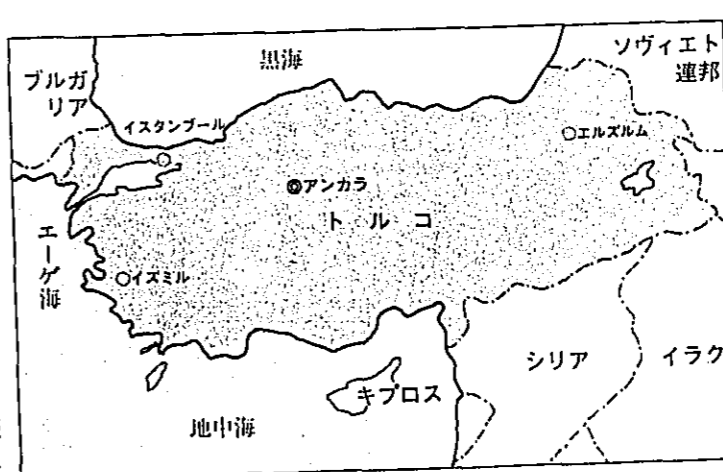 黒海
ソヴィエト
連邦
ブルガ
リア
イスタンブール
エルズルム
アンカラ
トルコ
エーゲ海
イズミル
シリア
イラク
キプロス
地中海